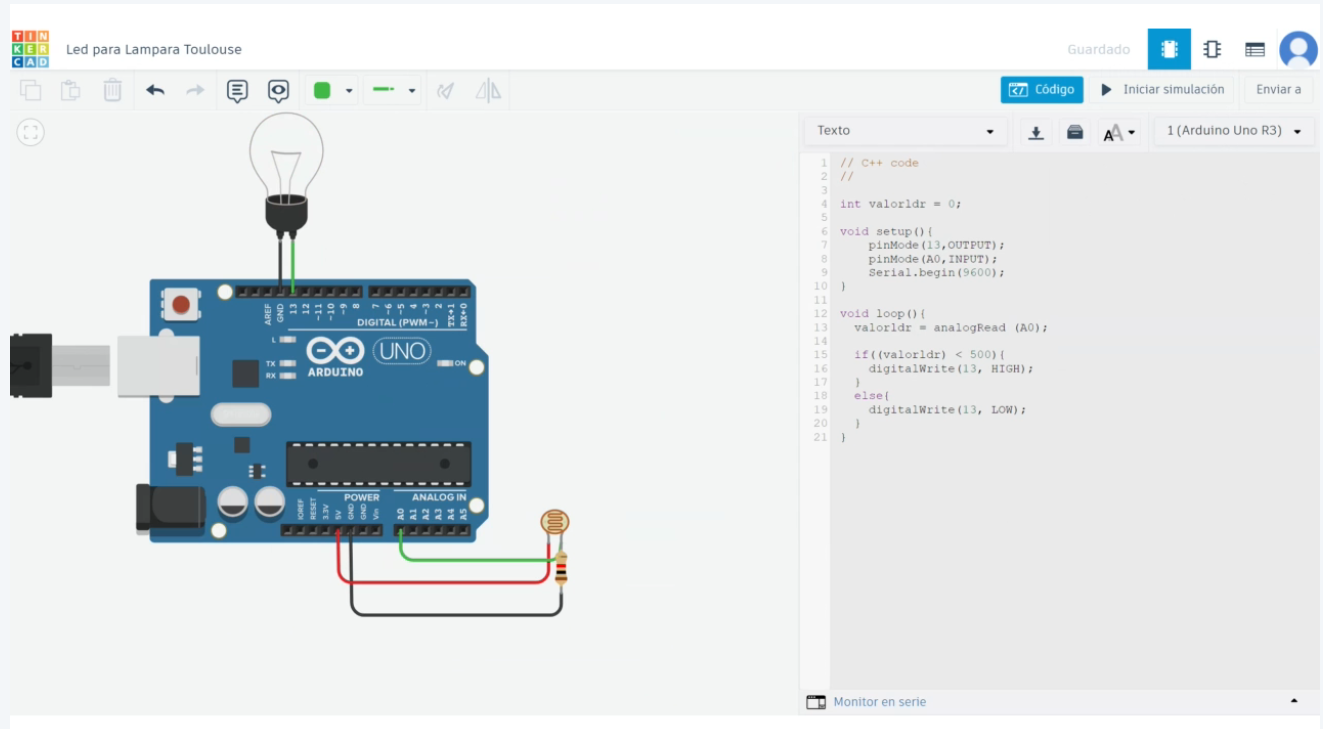 TIN
KER
CAD
Led para Lampara Toulouse
Guardado
Código
Iniciar simulación
Enviar a
Texto
AA
1 (Arduino Uno R3)
AREF
GND
13
12
~11
~10
~9
8
7
~6
~5
4
~3
2
TX→1
RX←0
DIGITAL (PWM~)
L
TX
RX
ARDUINO
UNO
ON
POWER
ANALOG IN
IOREF
RESET
3.3V
5V
GND
GND
Vin
A0
A1
A2
A3
A4
A5
1 // C++ code
2 //
3
4 int valorldr = 0;
5
6 void setup(){
7 pinMode(13,OUTPUT);
8 pinMode(A0,INPUT);
9 Serial.begin(9600);
10 }
11
12 void loop(){
13 valorldr = analogRead (A0);
14
15 if((valorldr) < 500){
16 digitalWrite(13, HIGH);
17 }
18 else{
19 digitalWrite(13, LOW);
20 }
21 }
Monitor en serie